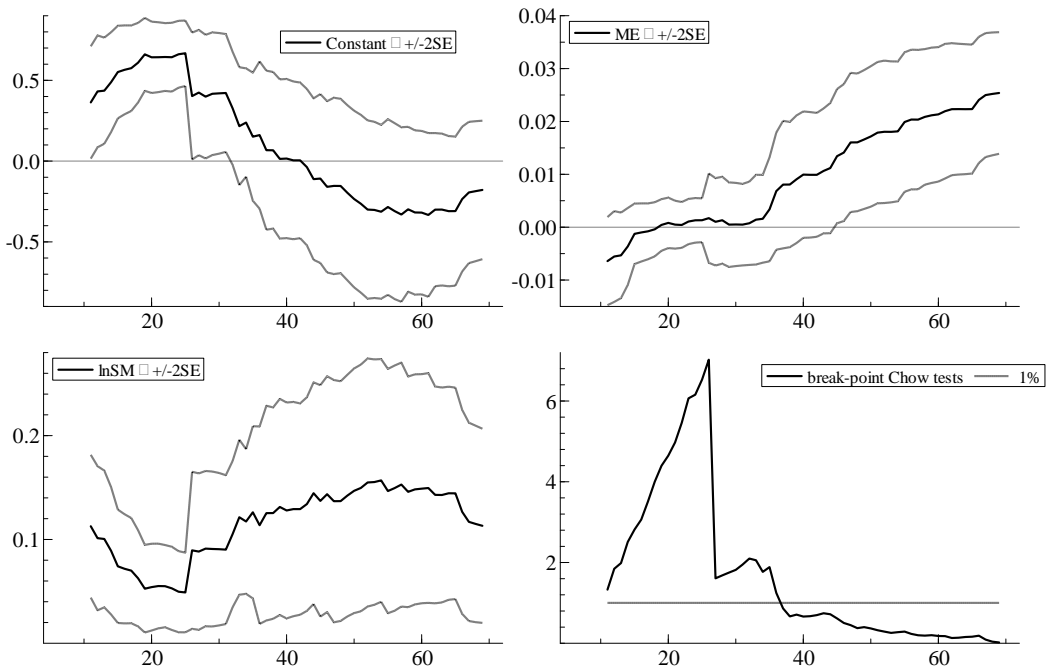 Constant □ +/-2SE
0.5
0.0
-0.5
20 40 60
ME □ +/-2SE
0.04
0.03
0.02
0.01
0.00
-0.01
20 40 60
lnSM □ +/-2SE
0.2
0.1
20 40 60
break-point Chow tests 1%
6
4
2
20 40 60